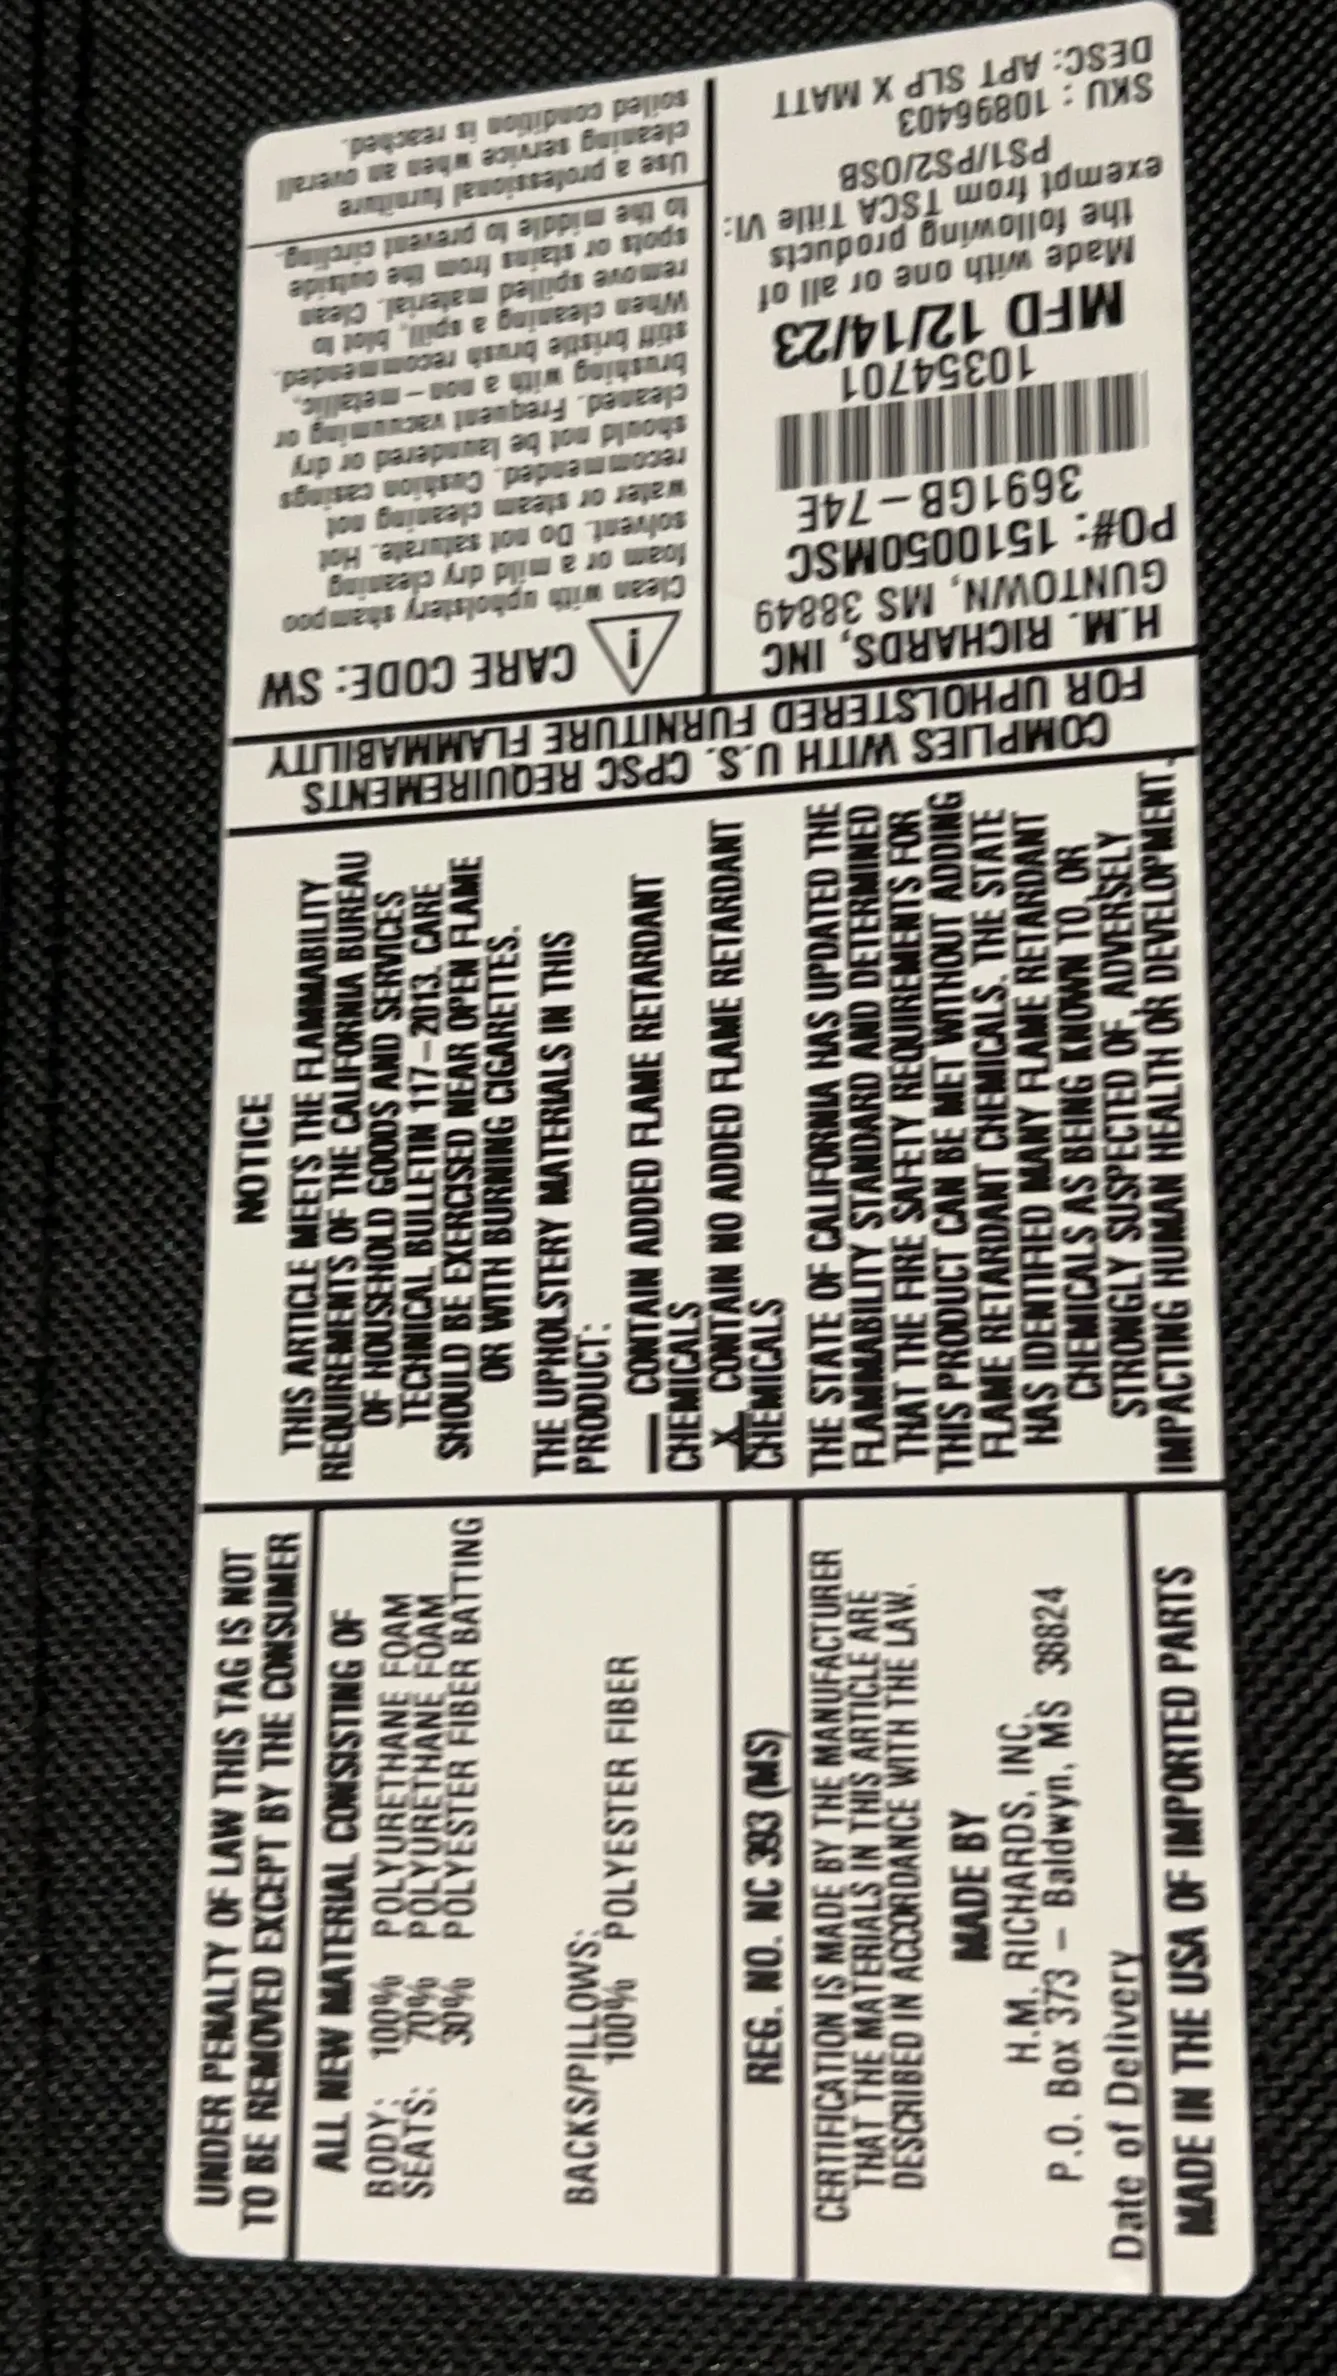 UNDER PENALTY OF LAW THIS TAG IS NOT
TO BE REMOVED EXCEPT BY THE CONSUMER
ALL NEW MATERIAL CONSISTING OF
BODY: 100% POLYURETHANE FOAM
SEATS: 70% POLYURETHANE FOAM
30% POLYESTER FIBER BATTING
BACKS/PILLOWS:
100% POLYESTER FIBER
REG. NO. NC 393 (MS)
CERTIFICATION IS MADE BY THE MANUFACTURER
THAT THE MATERIALS IN THIS ARTICLE ARE
DESCRIBED IN ACCORDANCE WITH THE LAW.
MADE BY
H.M. RICHARDS, INC.
P.O. Box 373 - Baldwyn, MS 38824
Date of Delivery
MADE IN THE USA OF IMPORTED PARTS
NOTICE
THIS ARTICLE MEETS THE FLAMMABILITY
REQUIREMENTS OF THE CALIFORNIA BUREAU
OF HOUSEHOLD GOODS AND SERVICES
TECHNICAL BULLETIN 117-2013. CARE
SHOULD BE EXERCISED NEAR OPEN FLAME
OR WITH BURNING CIGARETTES.
THE UPHOLSTERY MATERIALS IN THIS
PRODUCT:
__ CONTAIN ADDED FLAME RETARDANT
CHEMICALS
X CONTAIN NO ADDED FLAME RETARDANT
CHEMICALS
THE STATE OF CALIFORNIA HAS UPDATED THE
FLAMMABILITY STANDARD AND DETERMINED
THAT THE FIRE SAFETY REQUIREMENTS FOR
THIS PRODUCT CAN BE MET WITHOUT ADDING
FLAME RETARDANT CHEMICALS. THE STATE
HAS IDENTIFIED MANY FLAME RETARDANT
CHEMICALS AS BEING KNOWN TO, OR
STRONGLY SUSPECTED OF, ADVERSELY
IMPACTING HUMAN HEALTH OR DEVELOPMENT.
COMPLIES WITH U.S. CPSC REQUIREMENTS
FOR UPHOLSTERED FURNITURE FLAMMABILITY
H.M. RICHARDS, INC
GUNTOWN, MS 38849
PO#: 1510050MSC
3691GB-74E
10354701
MFD 12/14/23
Made with one or all of
the following products
exempt from TSCA Title VI:
PS1/PS2/OSB
SKU : 10896403
DESC: APT SLP X MATT
! CARE CODE: SW
Clean with upholstery shampoo
foam or a mild dry cleaning
solvent. Do not saturate. Hot
water or steam cleaning not
recommended. Cushion casings
should not be laundered or dry
cleaned. Frequent vacuuming or
brushing with a non-metallic,
stiff bristle brush recommended.
When cleaning a spill, blot to
remove spilled material. Clean
spots or stains from the outside
to the middle to prevent circling.
Use a professional furniture
cleaning service when an overall
soiled condition is reached.